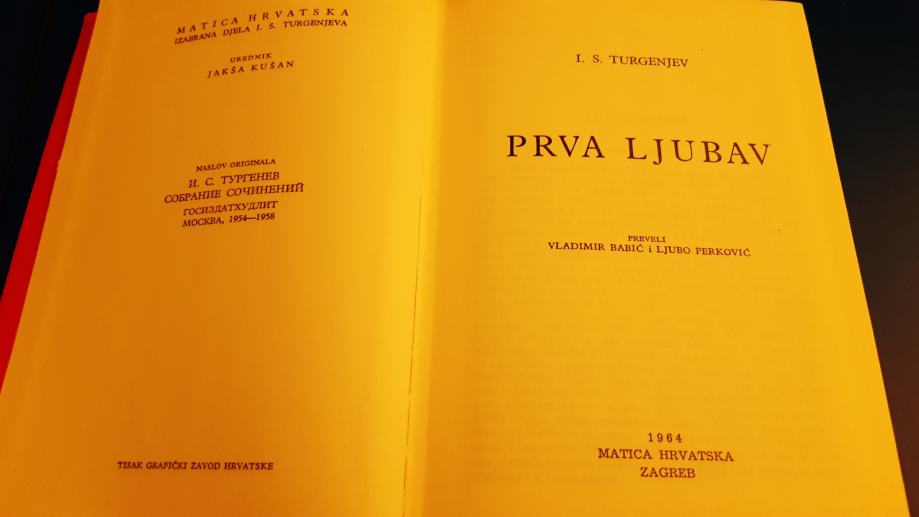 MATICA HRVATSKA
IZABRANA DJELA I. S. TURGENJEVA
UREDNIK
JAKŠA KUŠAN
NASLOV ORIGINALA
И. С. ТУРГЕНЕВ
СОБРАНИЕ СОЧИНЕНИЙ
ГОСИЗДАТХУДЛИТ
МОСКВА, 1954—1958
TISAK GRAFIČKI ZAVOD HRVATSKE
I. S. TURGENJEV
PRVA LJUBAV
PREVELI
VLADIMIR BABIĆ i LJUBO PERKOVIĆ
1964
MATICA HRVATSKA
ZAGREB